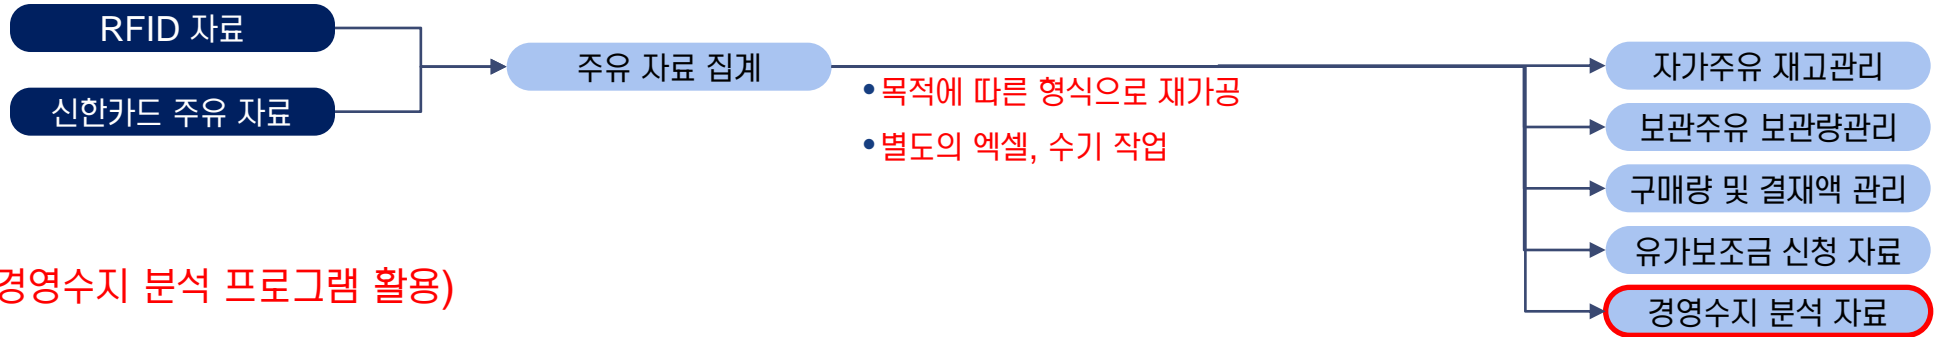 RFID 자료
신한카드 주유 자료
주유 자료 집계
•목적에 따른 형식으로 재가공
•별도의 엑셀, 수기 작업
자가주유 재고관리
보관주유 보관량관리
구매량 및 결재액 관리
유가보조금 신청 자료
경영수지 분석 자료
경영수지 분석 프로그램 활용)